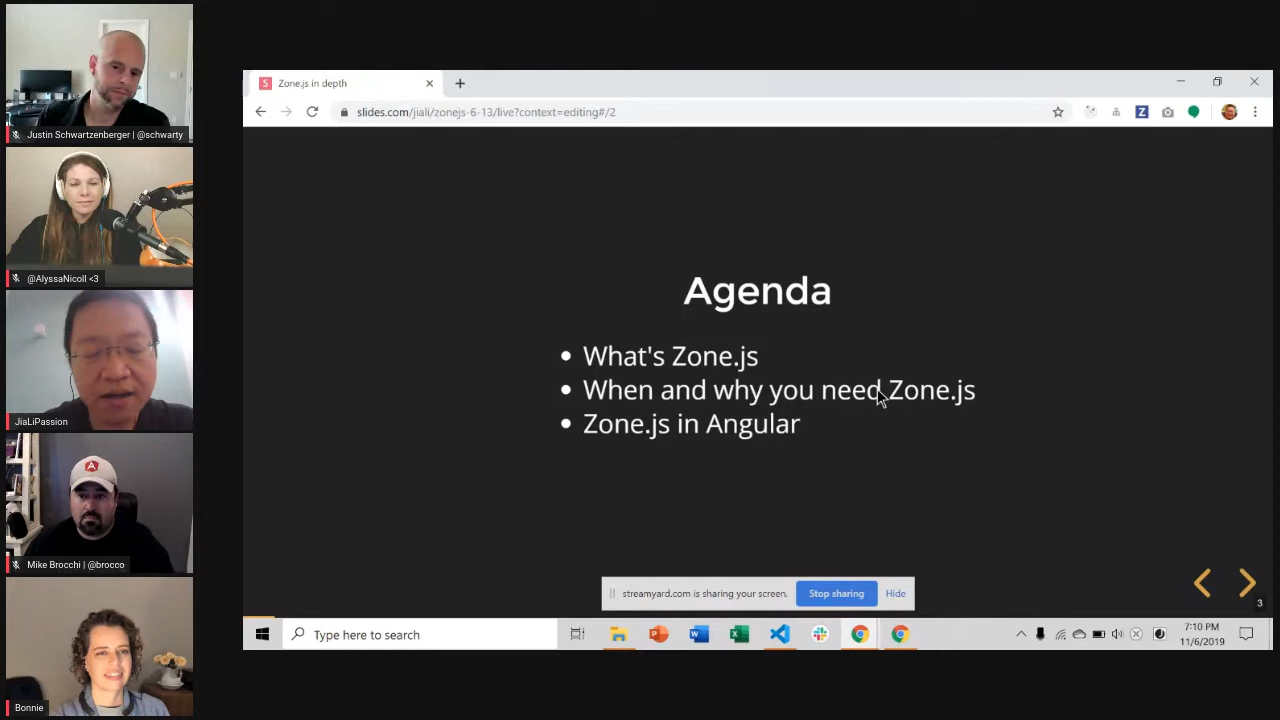 Justin Schwartzenberger | @schwarty
@AlyssaNicoll <3
JiaLiPassion
Mike Brocchi | @brocco
Bonnie
Zone.js in depth
slides.com/jiali/zonejs-6-13/live?context=editing#/2
Agenda
What's Zone.js
When and why you need Zone.js
Zone.js in Angular
streamyard.com is sharing your screen.
Stop sharing
Hide
3
Type here to search
7:10 PM
11/6/2019